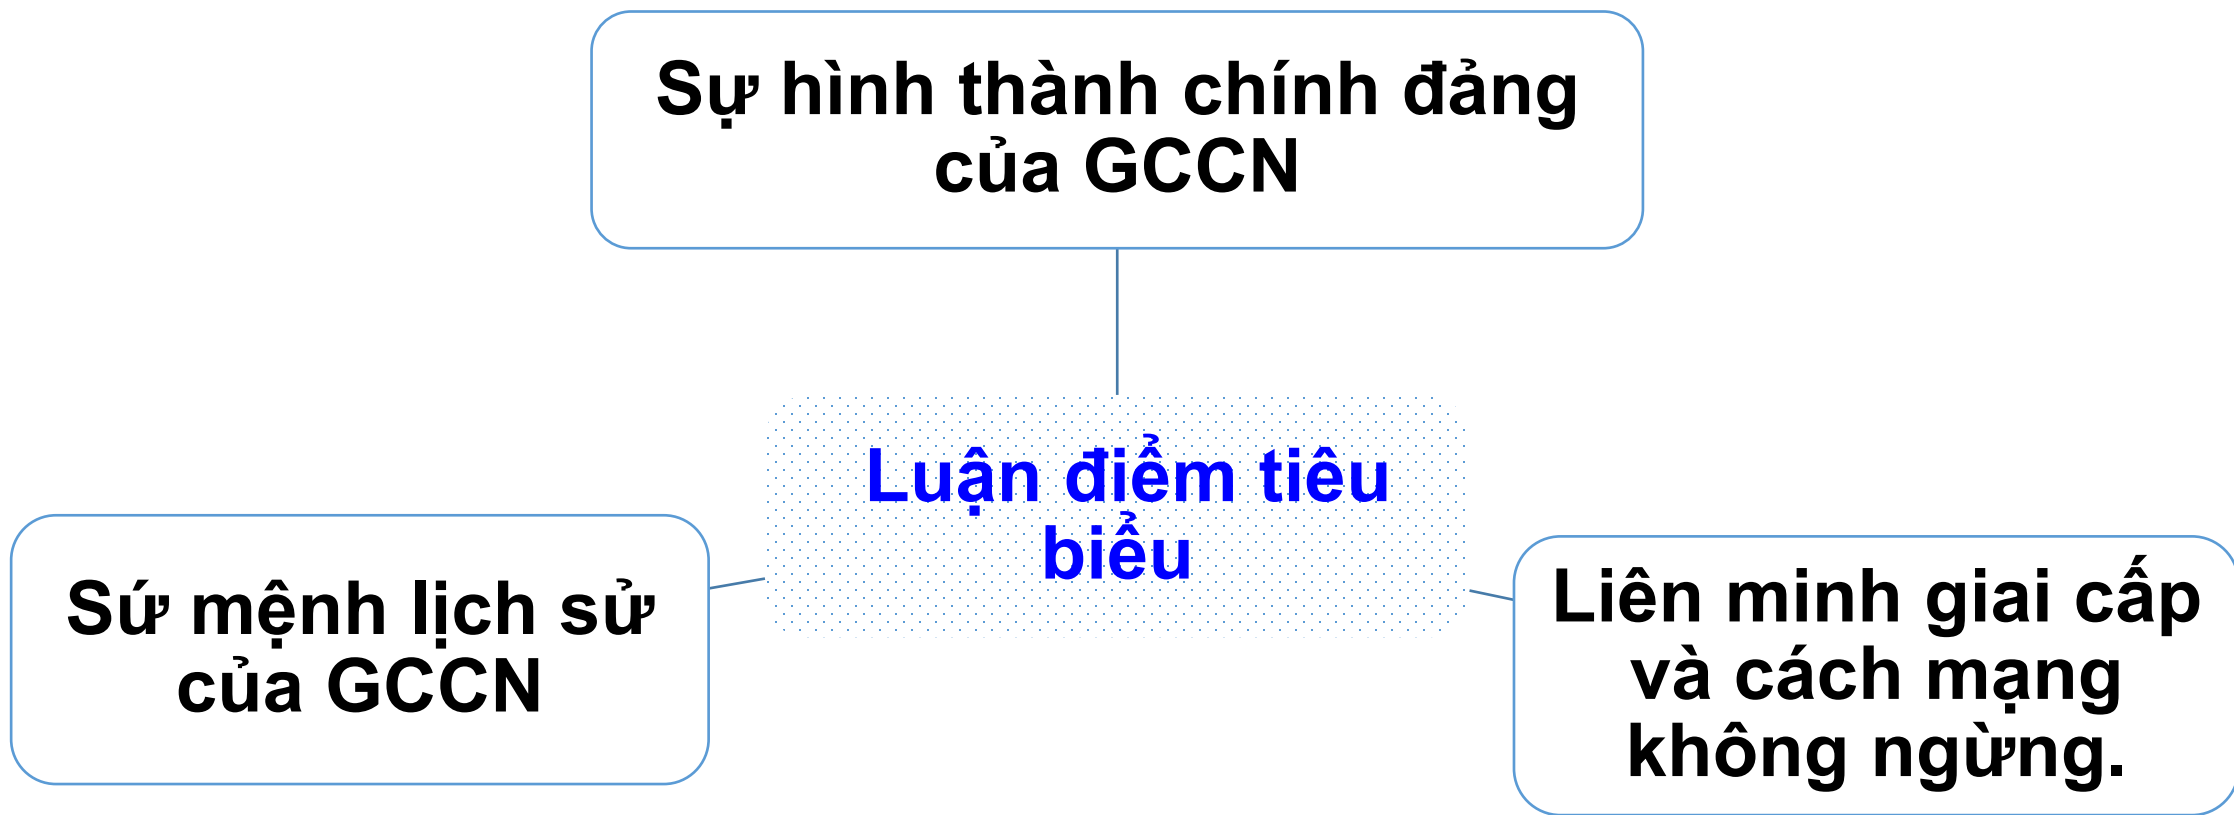 Sự hình thành chính đảng
của GCCN
Luận điểm tiêu
biểu
Sứ mệnh lịch sử
của GCCN
Liên minh giai cấp
và cách mạng
không ngừng.